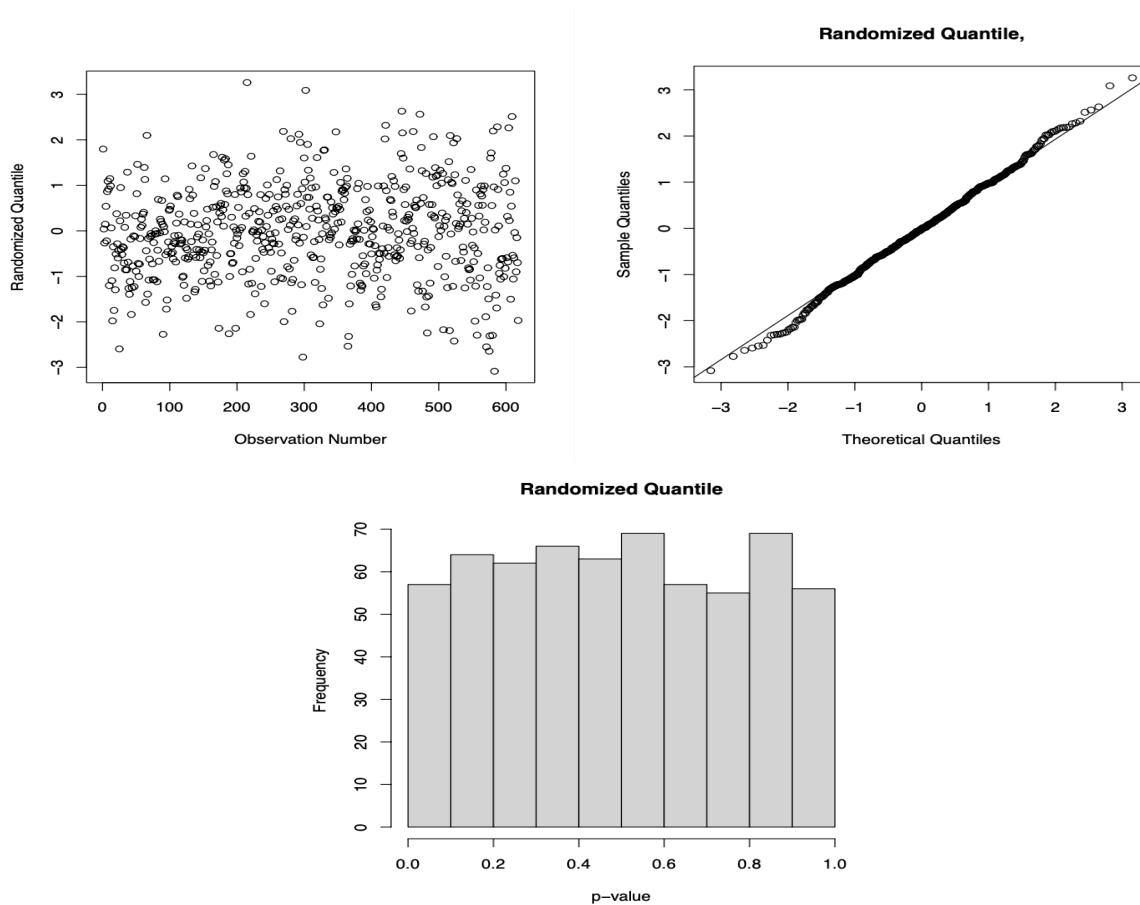 Randomized Quantile
3
2
1
0
−1
−2
−3
0 100 200 300 400 500 600
Observation Number
Randomized Quantile,
Sample Quantiles
3
2
1
0
−1
−2
−3
−3 −2 −1 0 1 2 3
Theoretical Quantiles
Randomized Quantile
Frequency
70
60
50
40
30
20
10
0
0.0 0.2 0.4 0.6 0.8 1.0
p−value